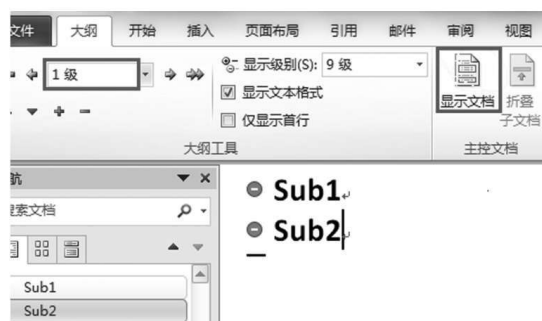 文件 大纲 开始 插入 页面布局 引用 邮件 审阅 视图
1 级
显示级别(S): 9 级
显示文本格式
仅显示首行
显示文档
折叠
子文档
大纲工具
主控文档
航
搜索文档
Sub1
Sub2
Sub1
Sub2